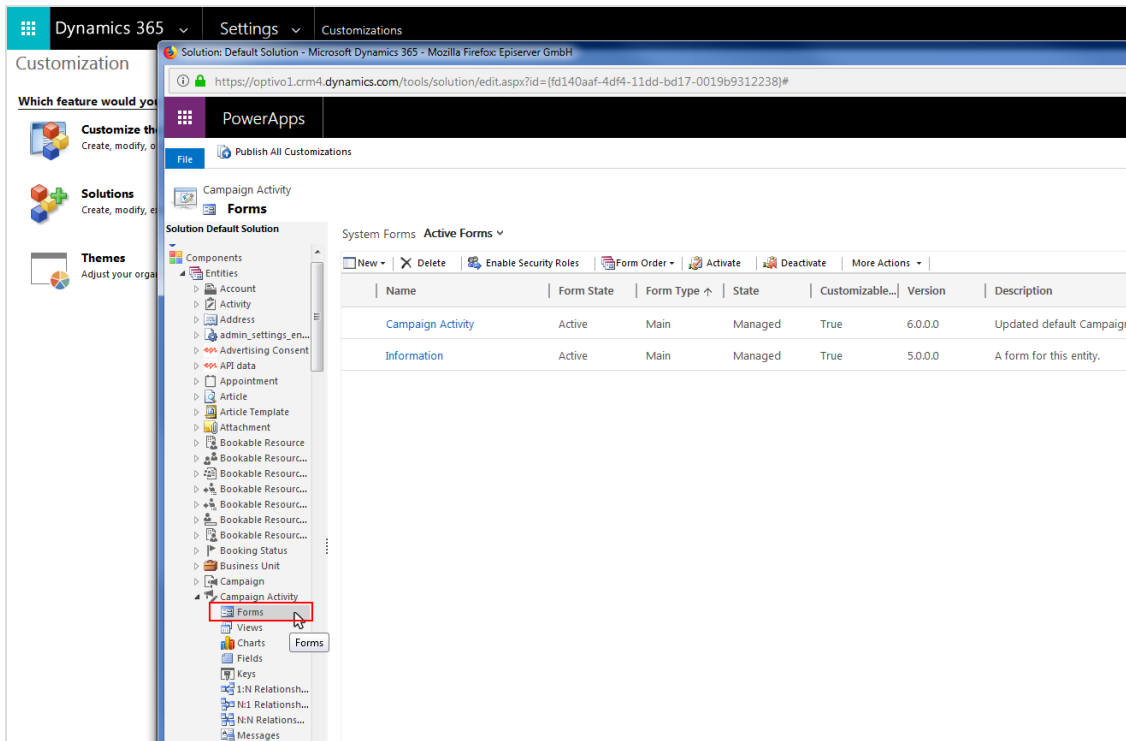 Dynamics 365 Settings Customizations
Customization
Which feature would you
Customize the
Create, modify, o
Solutions
Create, modify, e
Themes
Adjust your orga
Solution: Default Solution - Microsoft Dynamics 365 - Mozilla Firefox: Episerver GmbH
https://optivo1.crm4.dynamics.com/tools/solution/edit.aspx?id={fd140aaf-4df4-11dd-bd17-0019b9312238}#
PowerApps
File Publish All Customizations
Campaign Activity
Forms
Solution Default Solution
Components
Entities
Account
Activity
Address
admin_settings_en...
Advertising Consent
API data
Appointment
Article
Article Template
Attachment
Bookable Resource
Bookable Resourc...
Bookable Resourc...
Bookable Resourc...
Bookable Resourc...
Bookable Resourc...
Bookable Resourc...
Booking Status
Business Unit
Campaign
Campaign Activity
Forms
Views
Charts
Forms
Fields
Keys
1:N Relationsh...
N:1 Relationsh...
N:N Relations...
Messages
System Forms Active Forms
New Delete Enable Security Roles Form Order Activate Deactivate More Actions
Name Form State Form Type State Customizable... Version Description
Campaign Activity Active Main Managed True 6.0.0.0 Updated default Campaign
Information Active Main Managed True 5.0.0.0 A form for this entity.